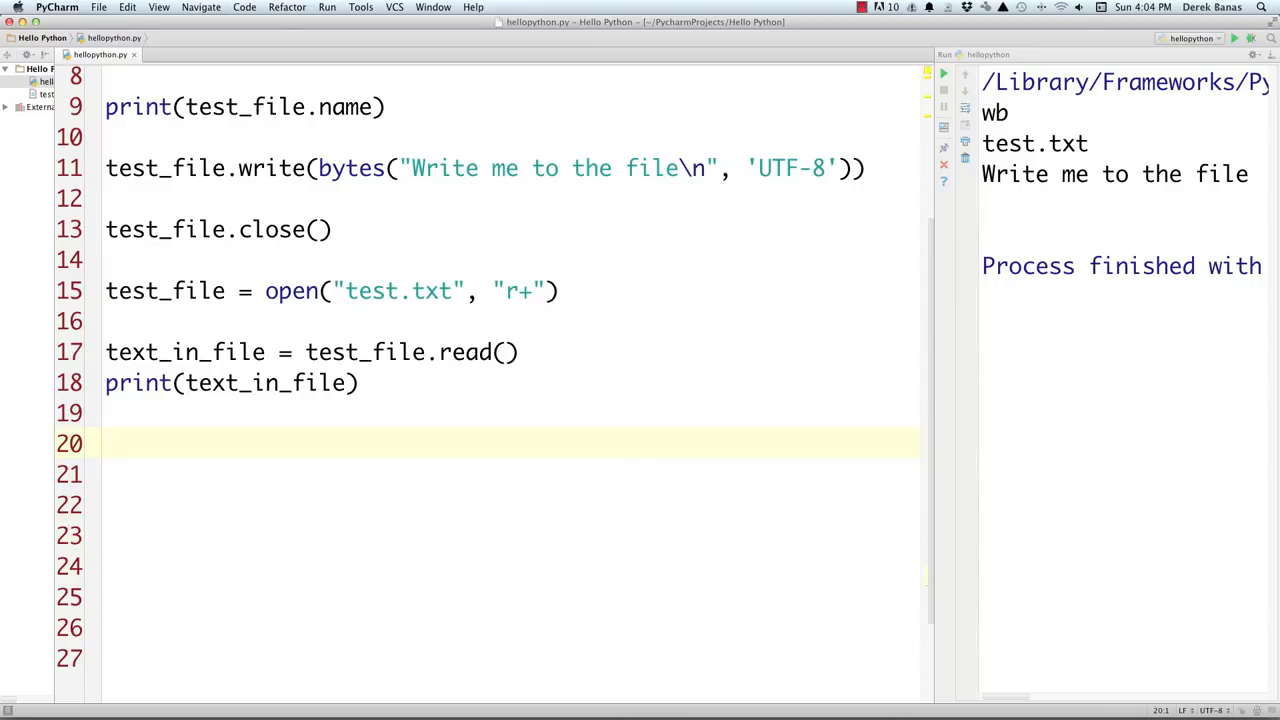 PyCharm File Edit View Navigate Code Refactor Run Tools VCS Window Help 10 Sun 4:04 PM Derek Banas
hellopython.py - Hello Python - [~/PycharmProjects/Hello Python]
Hello Python hellopython.py hellopython
hellopython.py Run hellopython
Hello P
hell
test
Externa
8
9 print(test_file.name)
10
11 test_file.write(bytes("Write me to the file\n", 'UTF-8'))
12
13 test_file.close()
14
15 test_file = open("test.txt", "r+")
16
17 text_in_file = test_file.read()
18 print(text_in_file)
19
20
21
22
23
24
25
26
27
/Library/Frameworks/Py
wb
test.txt
Write me to the file
Process finished with
20:1 LF UTF-8